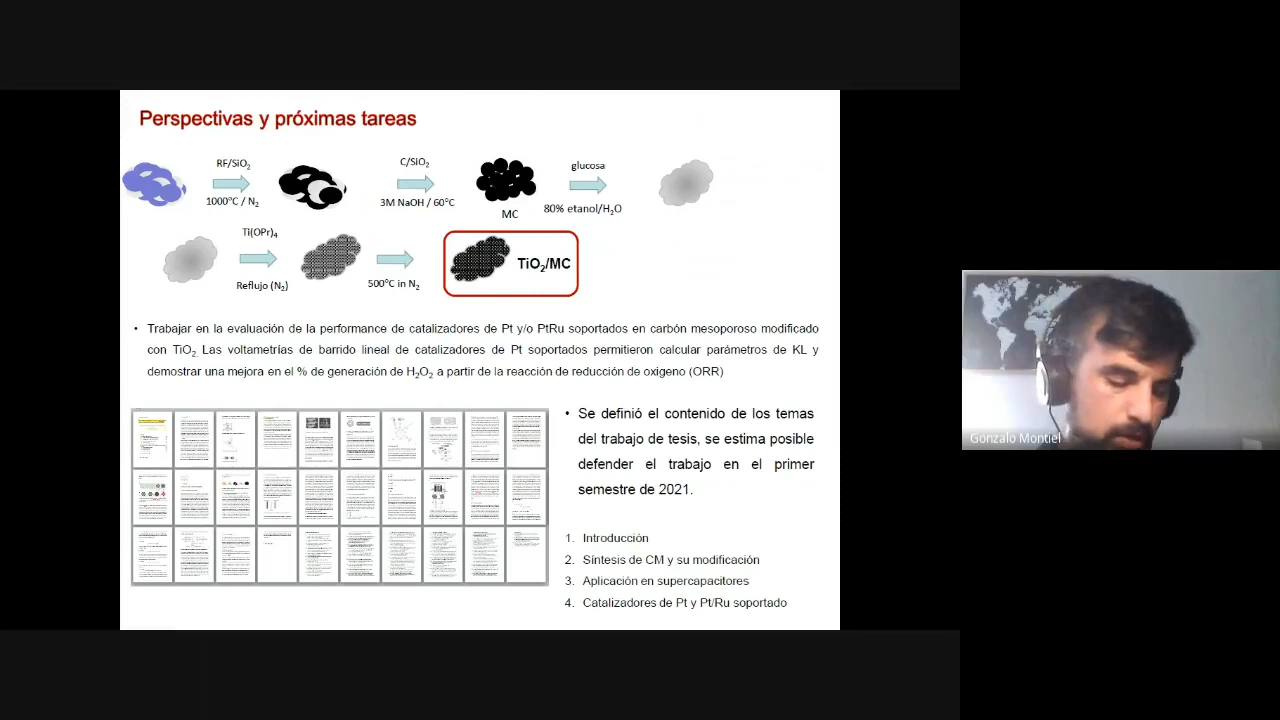 Perspectivas y próximas tareas
RF/SiO2
1000°C / N2
C/SiO2
3M NaOH / 60°C
MC
glucosa
80% etanol/H2O
Ti(OPr)4
Reflujo (N2)
500°C in N2
TiO2/MC
• Trabajar en la evaluación de la performance de catalizadores de Pt y/o PtRu soportados en carbón mesoporoso modificado
con TiO2. Las voltametrías de barrido lineal de catalizadores de Pt soportados permitieron calcular parámetros de KL y
demostrar una mejora en el % de generación de H2O2 a partir de la reacción de reducción de oxígeno (ORR)
• Se definió el contenido de los temas
del trabajo de tesis, se estima posible
defender el trabajo en el primer
semestre de 2021.
1. Introducción.
2. Síntesis de CM y su modificación
3. Aplicación en supercapacitores
4. Catalizadores de Pt y Pt/Ru soportado
Gonzalo Montiel